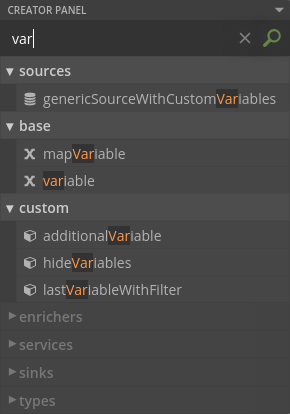 CREATOR PANEL
var
sources
genericSourceWithCustomVariables
base
mapVariable
variable
custom
additionalVariable
hideVariables
lastVariableWithFilter
enrichers
services
sinks
types